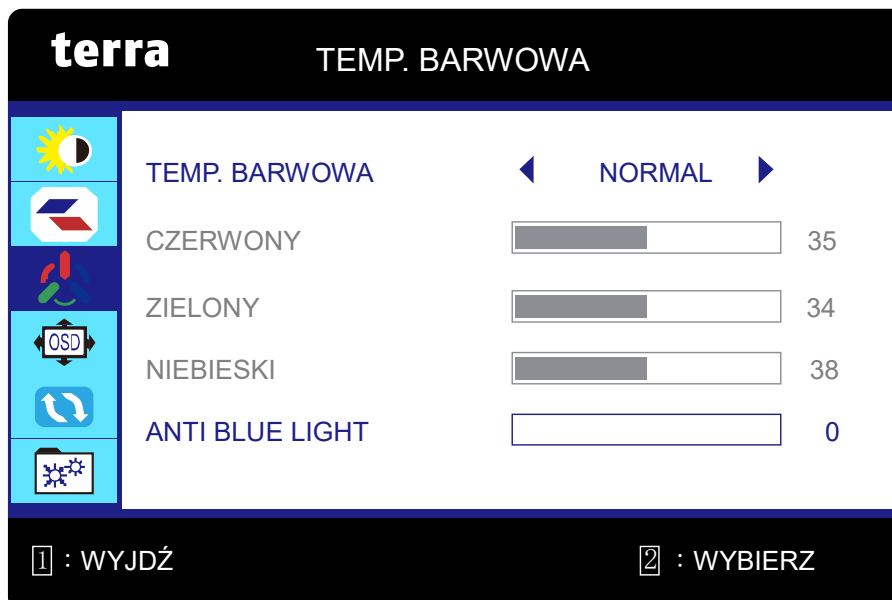 terra TEMP. BARWOWA
TEMP. BARWOWA NORMAL
CZERWONY 35
ZIELONY 34
OSD
NIEBIESKI 38
ANTI BLUE LIGHT 0
1 : WYJDŹ 2 : WYBIERZ